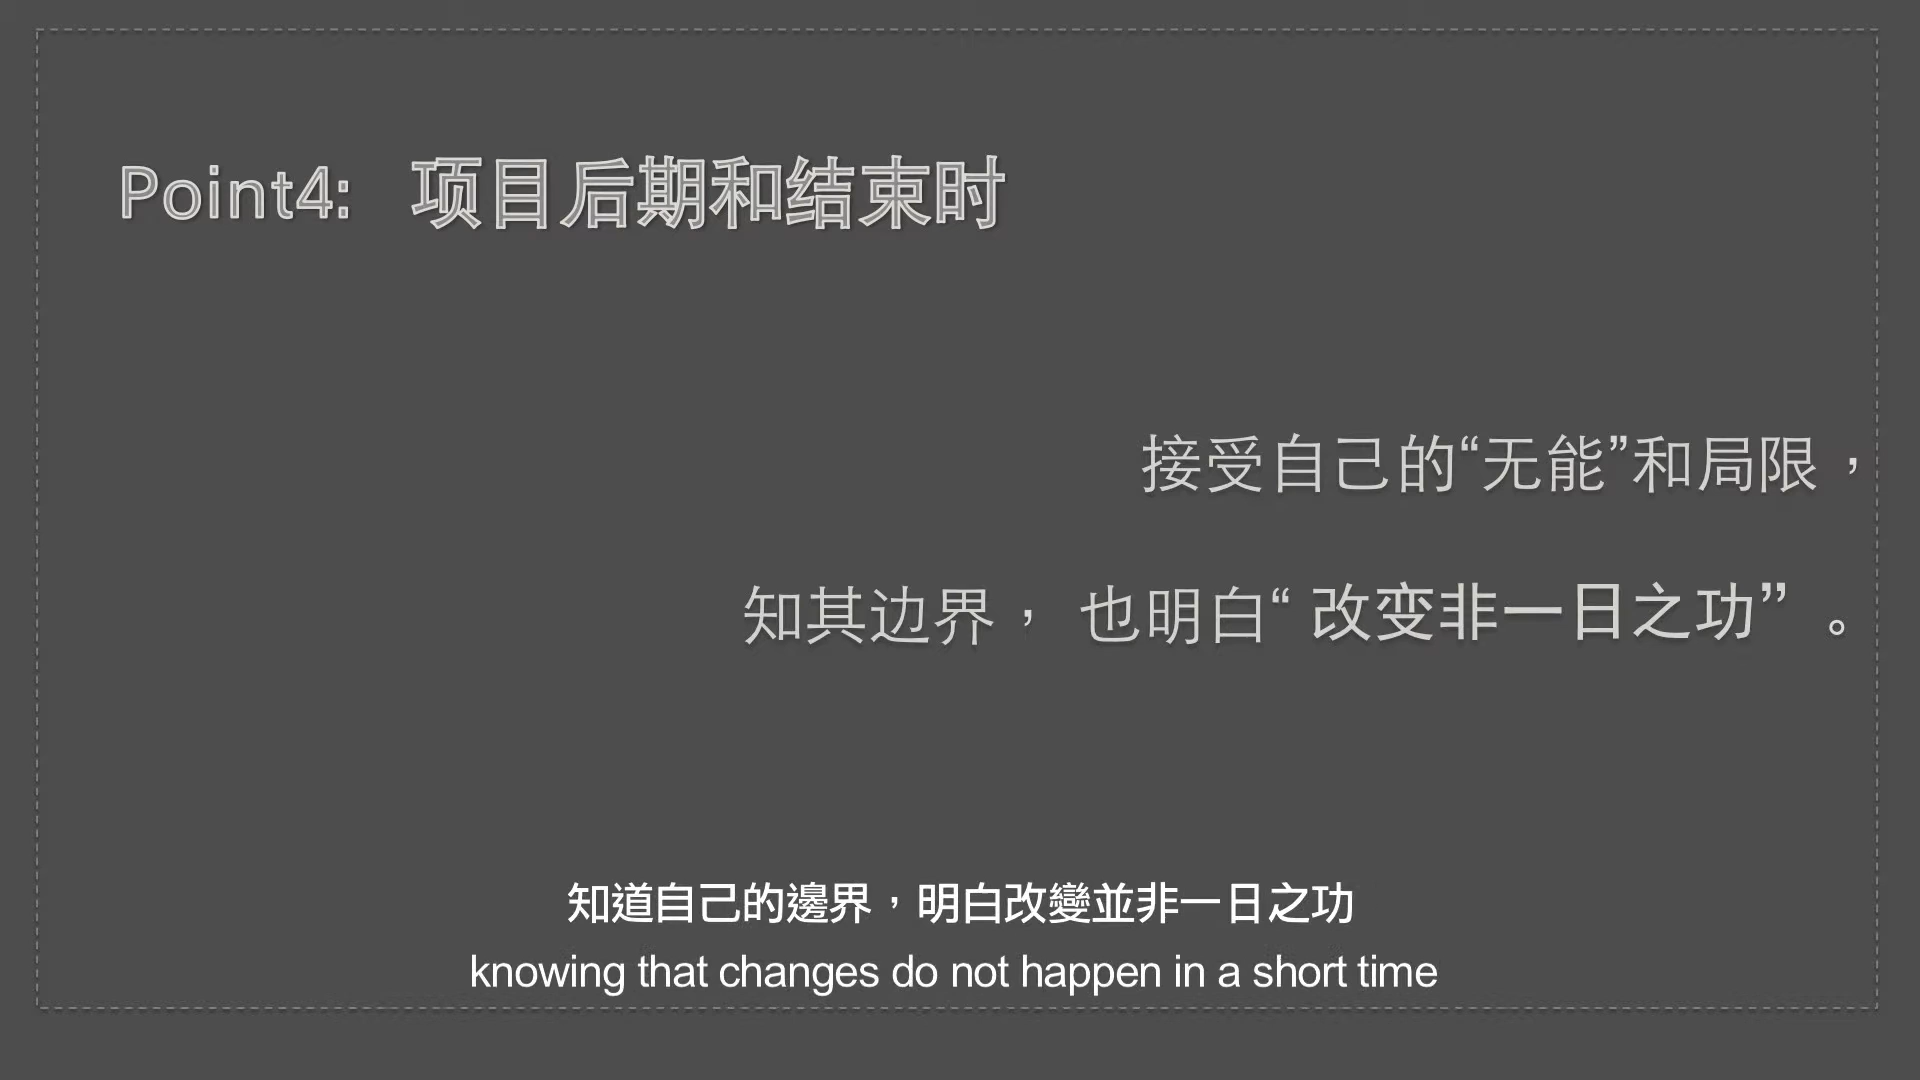 Point4: 项目后期和结束时
接受自己的“无能”和局限，
知其边界， 也明白“ 改变非一日之功” 。
知道自己的邊界，明白改變並非一日之功
knowing that changes do not happen in a short time